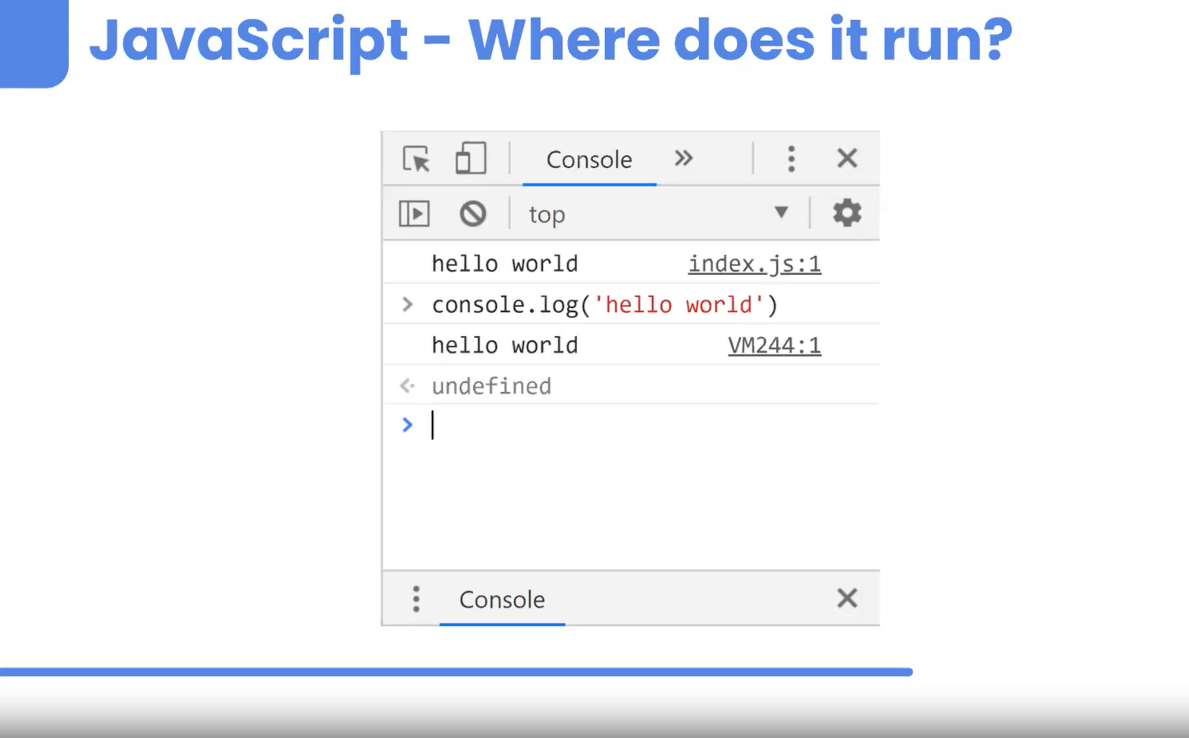 JavaScript - Where does it run?
Console
top
hello world index.js:1
console.log('hello world')
hello world VM244:1
undefined
Console